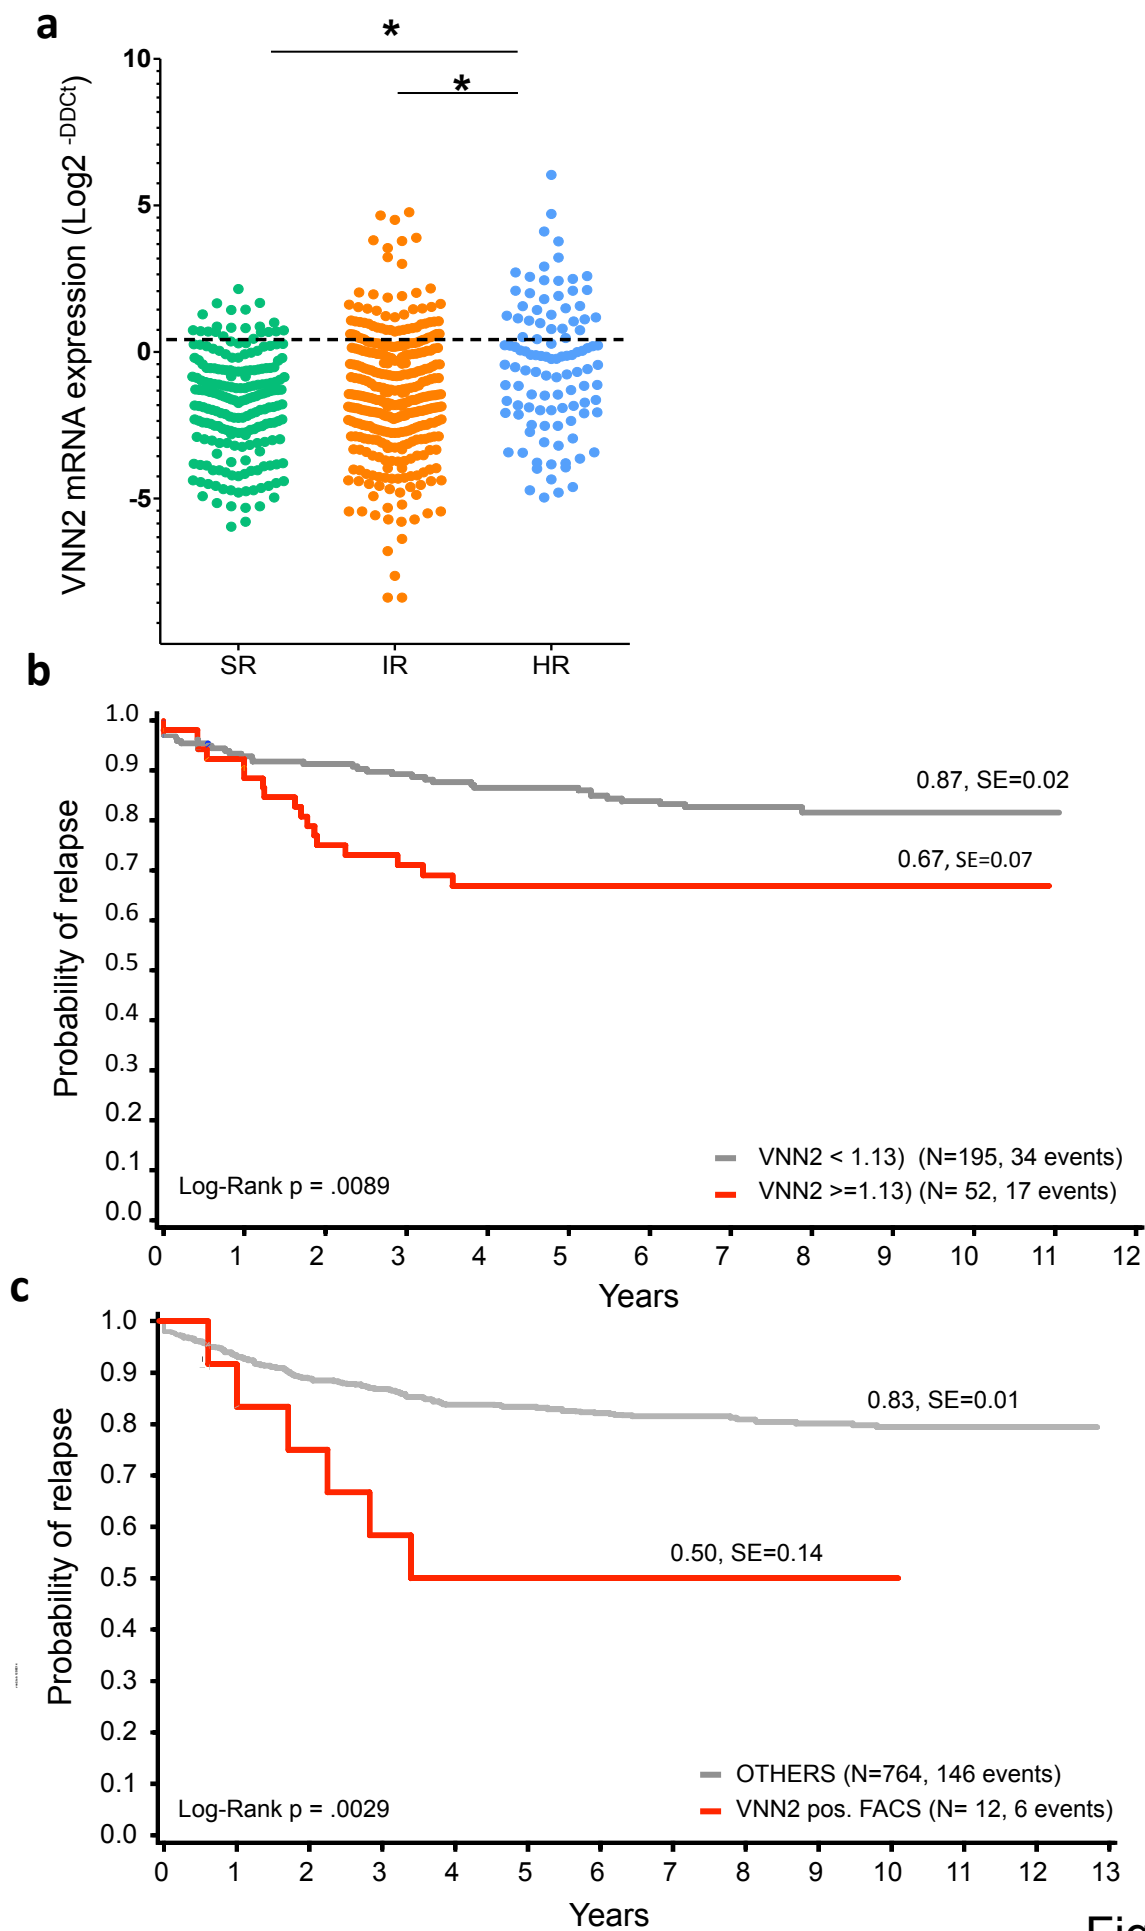 a
*
*
10
5
0
-5
VNN2 mRNA expression (Log2 -DDCt)
SR IR HR
b
1.0
0.9
0.8
0.7
0.6
0.5
0.4
0.3
0.2
0.1
0.0
Probability of relapse
0.87, SE=0.02
0.67, SE=0.07
VNN2 < 1.13) (N=195, 34 events)
VNN2 >=1.13) (N= 52, 17 events)
Log-Rank p = .0089
0 1 2 3 4 5 6 7 8 9 10 11 12
Years
c
1.0
0.9
0.8
0.7
0.6
0.5
0.4
0.3
0.2
0.1
0.0
Probability of relapse
0.83, SE=0.01
0.50, SE=0.14
OTHERS (N=764, 146 events)
VNN2 pos. FACS (N= 12, 6 events)
Log-Rank p = .0029
0 1 2 3 4 5 6 7 8 9 10 11 12 13
Years
Fig